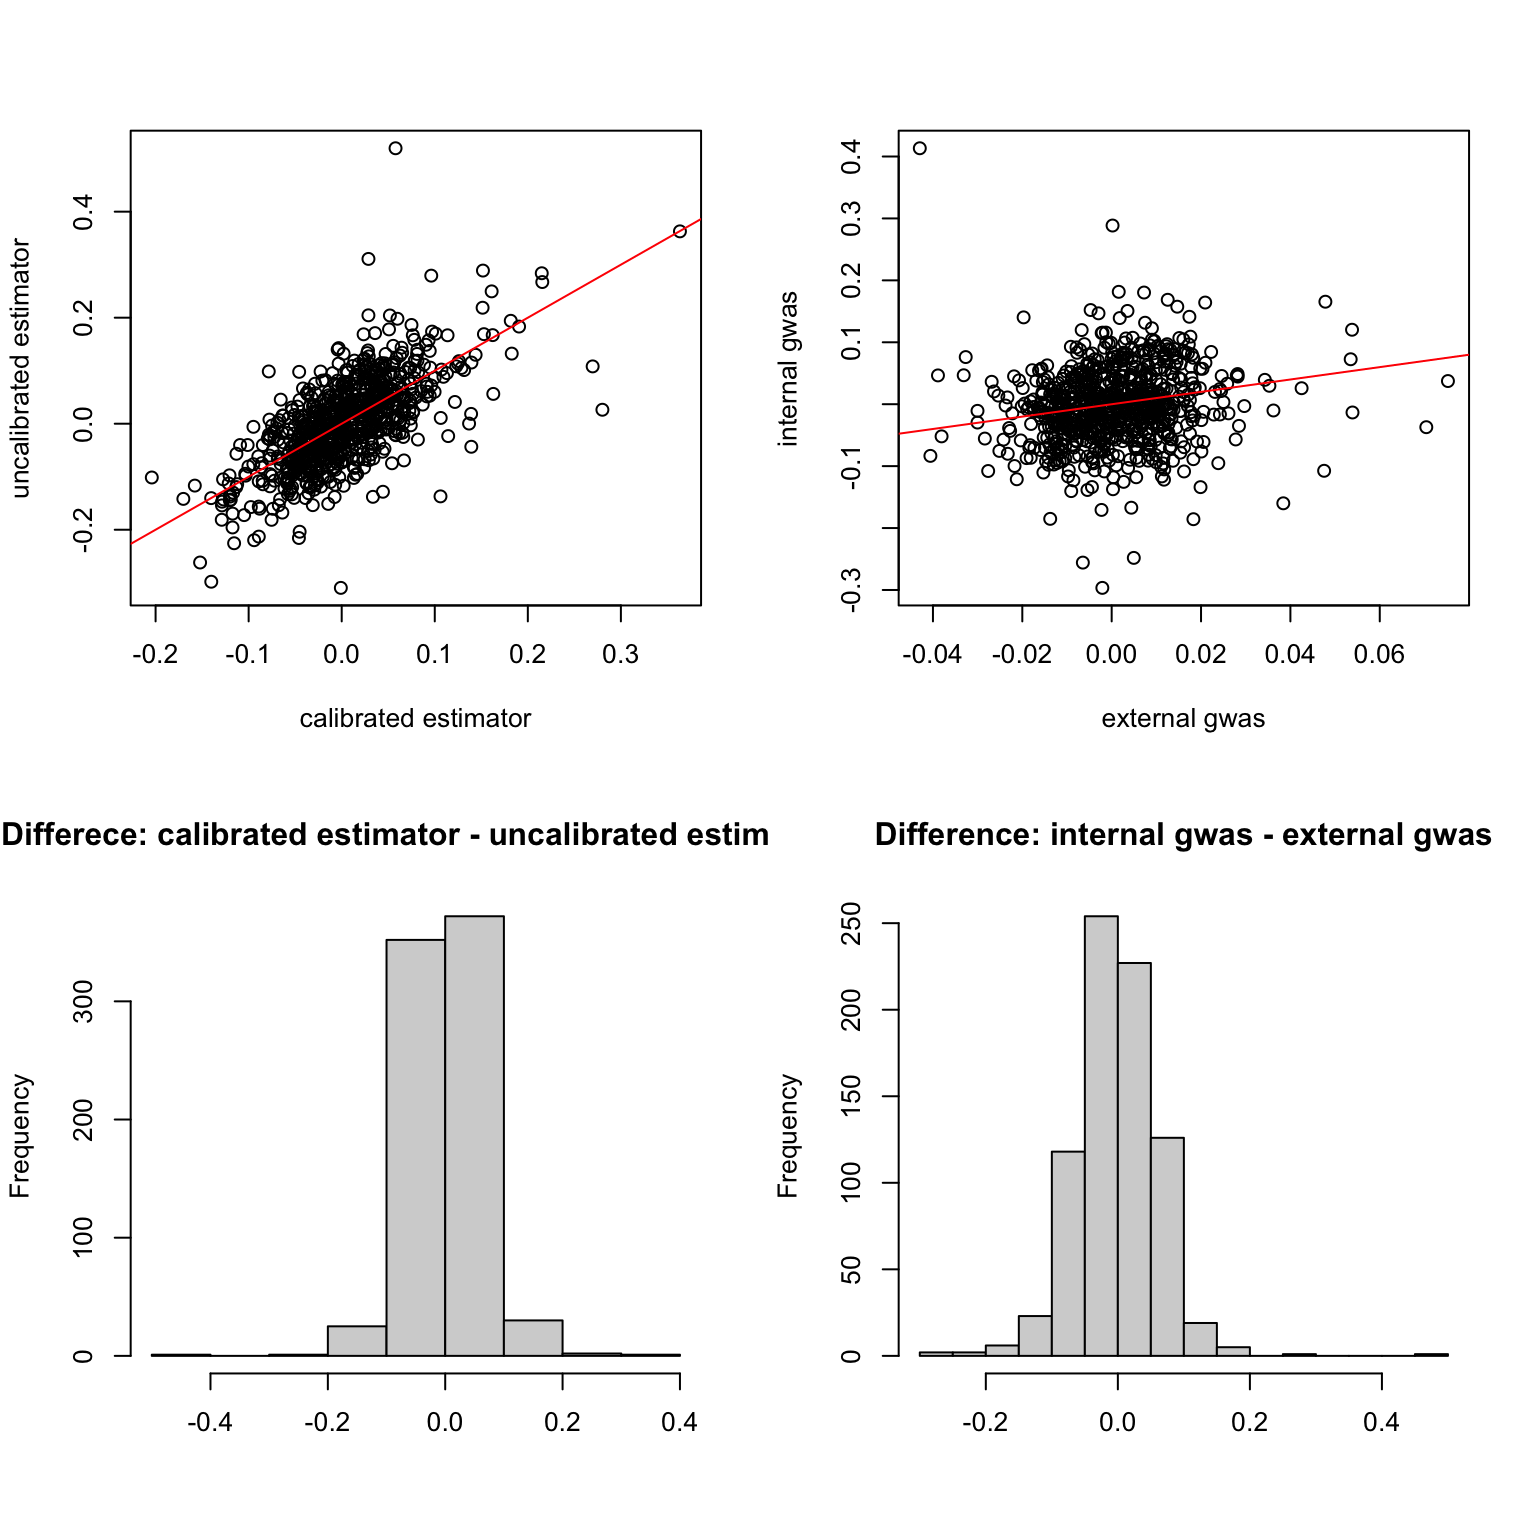 uncalibrated estimator
-0.2 0.0 0.2 0.4
-0.2 -0.1 0.0 0.1 0.2 0.3
calibrated estimator
internal gwas
-0.3 -0.1 0.1 0.2 0.3 0.4
-0.04 -0.02 0.00 0.02 0.04 0.06
external gwas
Differece: calibrated estimator - uncalibrated estim
Frequency
0 100 200 300
-0.4 -0.2 0.0 0.2 0.4
Difference: internal gwas - external gwas
Frequency
0 50 100 150 200 250
-0.2 0.0 0.2 0.4